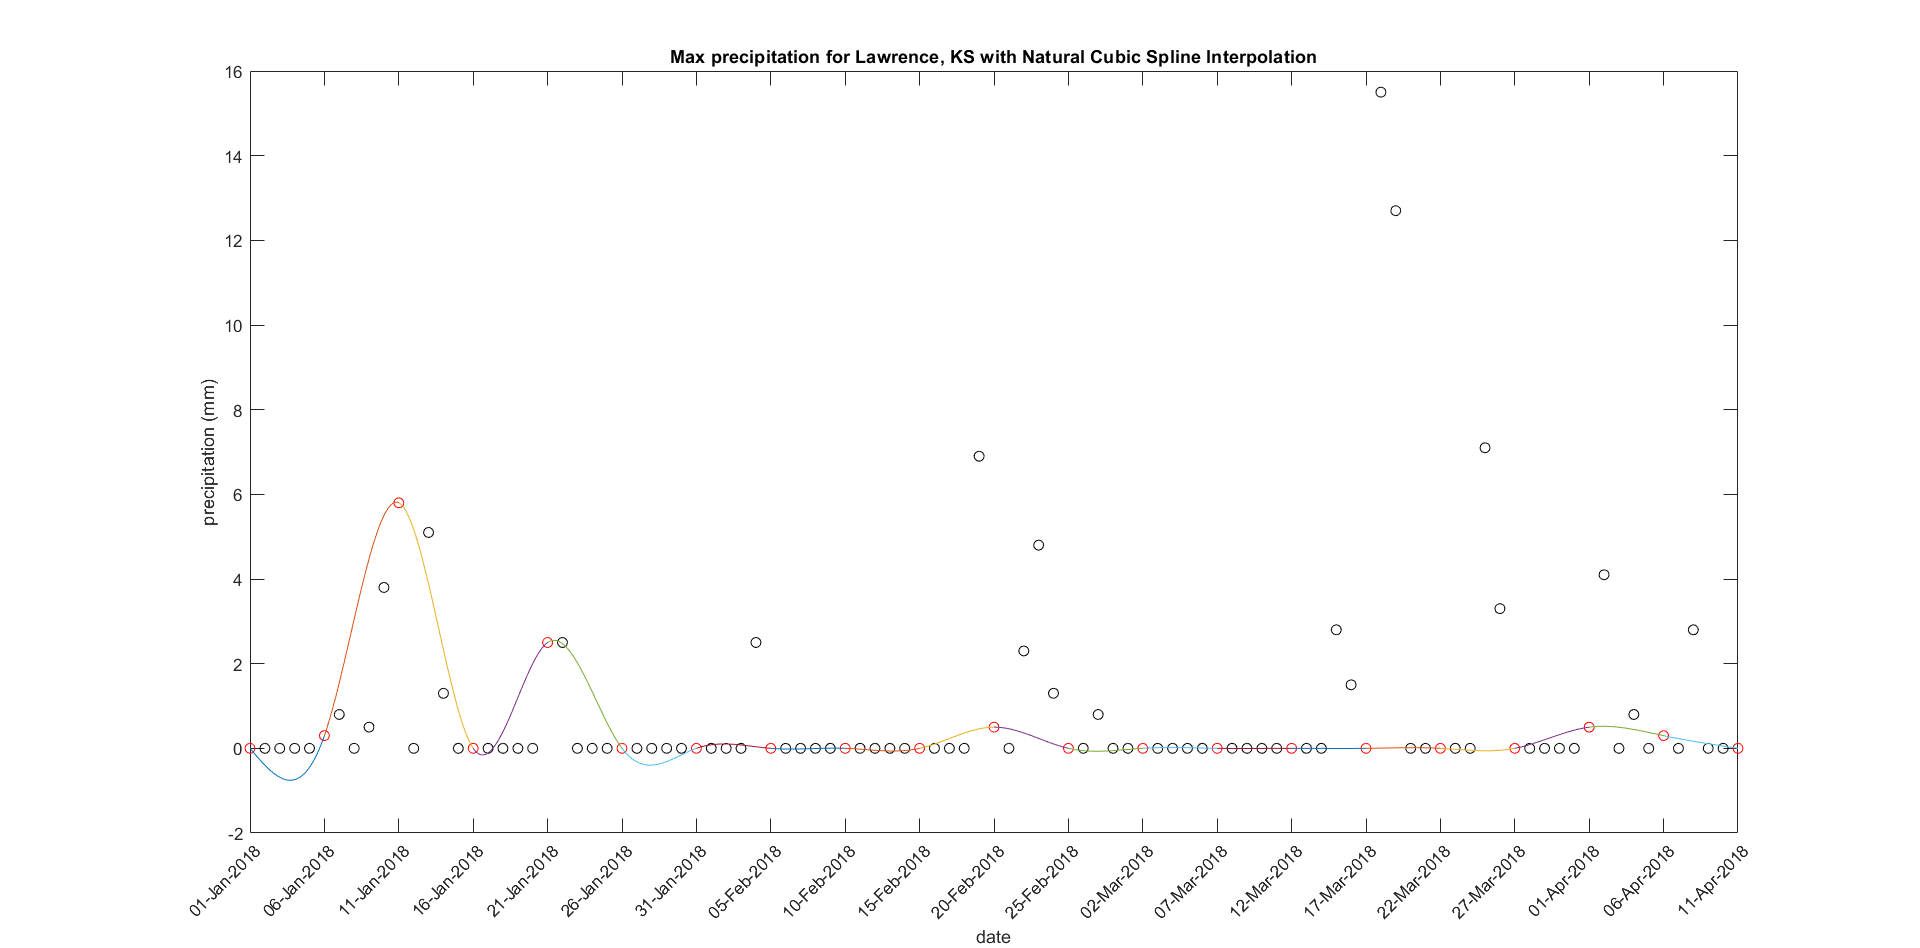 Max precipitation for Lawrence, KS with Natural Cubic Spline Interpolation
16
14
12
10
8
6
4
2
0
-2
precipitation (mm)
01-Jan-2018
06-Jan-2018
11-Jan-2018
16-Jan-2018
21-Jan-2018
26-Jan-2018
31-Jan-2018
05-Feb-2018
10-Feb-2018
15-Feb-2018
20-Feb-2018
25-Feb-2018
02-Mar-2018
07-Mar-2018
12-Mar-2018
17-Mar-2018
22-Mar-2018
27-Mar-2018
01-Apr-2018
06-Apr-2018
11-Apr-2018
date